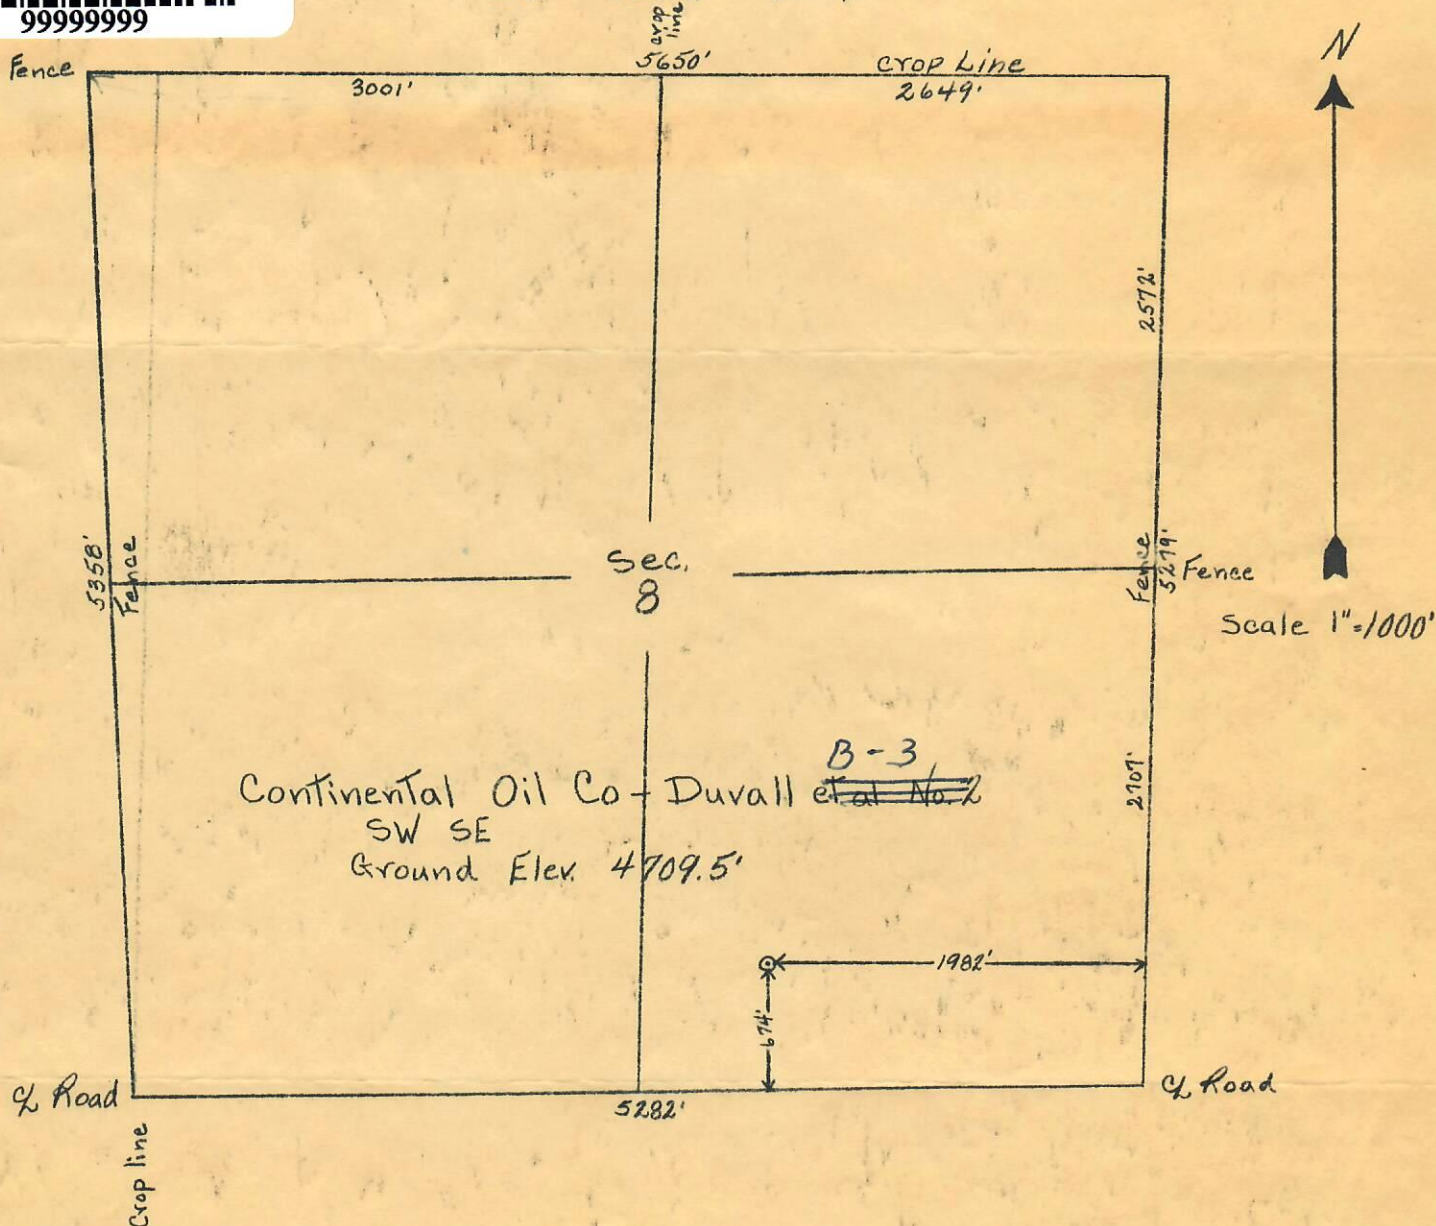 99999999
crop
line
N
Fence
5650'
crop Line
3001'
2649'
2572'
5358'
Fence
Sec.
8
Fence
5279'
Fence
Scale 1"=1000'
B-3
Continental Oil Co - Duvall et al No. 2
SW SE
Ground Elev. 4709.5'
2707'
1982'
674'
℄ Road
℄ Road
5282'
Crop line